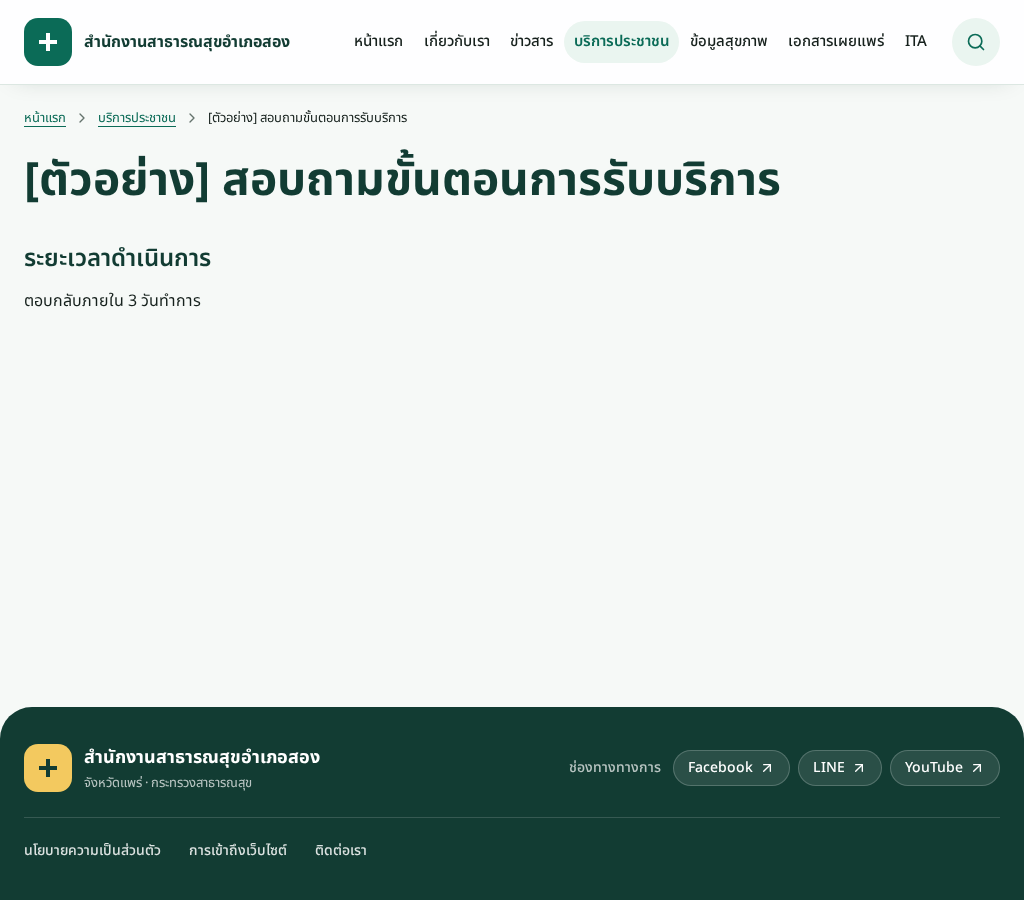 สำนักงานสาธารณสุขอำเภอสอง
หน้าแรก เกี่ยวกับเรา ข่าวสาร บริการประชาชน ข้อมูลสุขภาพ เอกสารเผยแพร่ ITA
หน้าแรก บริการประชาชน [ตัวอย่าง] สอบถามขั้นตอนการรับบริการ
[ตัวอย่าง] สอบถามขั้นตอนการรับบริการ
ระยะเวลาดำเนินการ
ตอบกลับภายใน 3 วันทำการ
สำนักงานสาธารณสุขอำเภอสอง
จังหวัดแพร่ · กระทรวงสาธารณสุข
ช่องทางทางการ Facebook LINE YouTube
นโยบายความเป็นส่วนตัว การเข้าถึงเว็บไซต์ ติดต่อเรา